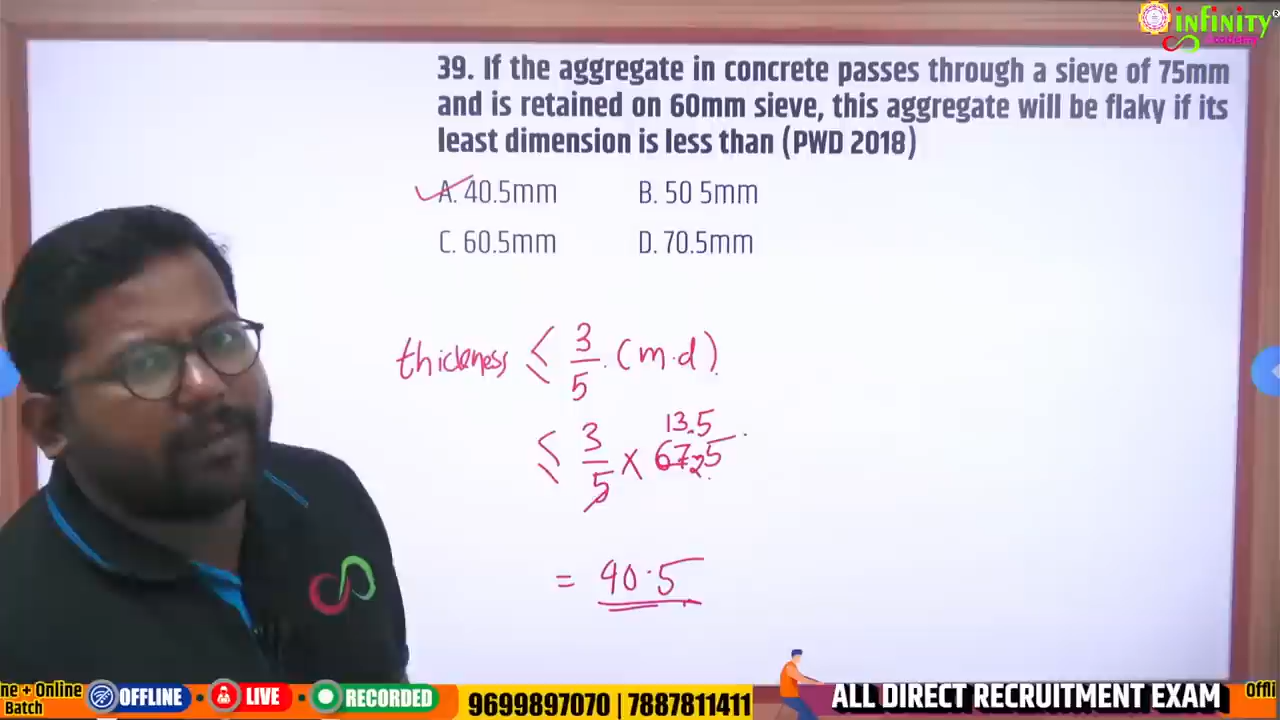 infinity
academy
39. If the aggregate in concrete passes through a sieve of 75mm
and is retained on 60mm sieve, this aggregate will be flaky if its
least dimension is less than (PWD 2018)
A. 40.5mm B. 50 5mm
C. 60.5mm D. 70.5mm
thickness ≤ 3/5 . (m.d)
13.5
≤ 3/5 × 67.5
= 40.5
ne + Online
Batch
OFFLINE • LIVE • RECORDED
9699897070 | 7887811411
ALL DIRECT RECRUITMENT EXAM
Offli